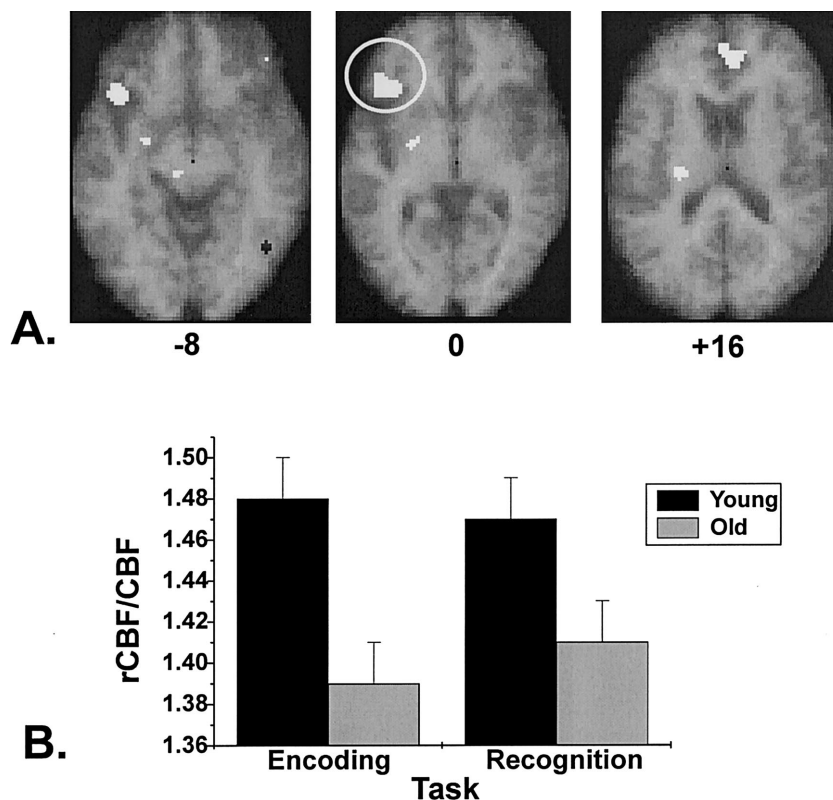 A.
-8
0
+16
B.
rCBF/CBF
1.50
1.48
1.46
1.44
1.42
1.40
1.38
1.36
Encoding
Recognition
Task
Young
Old